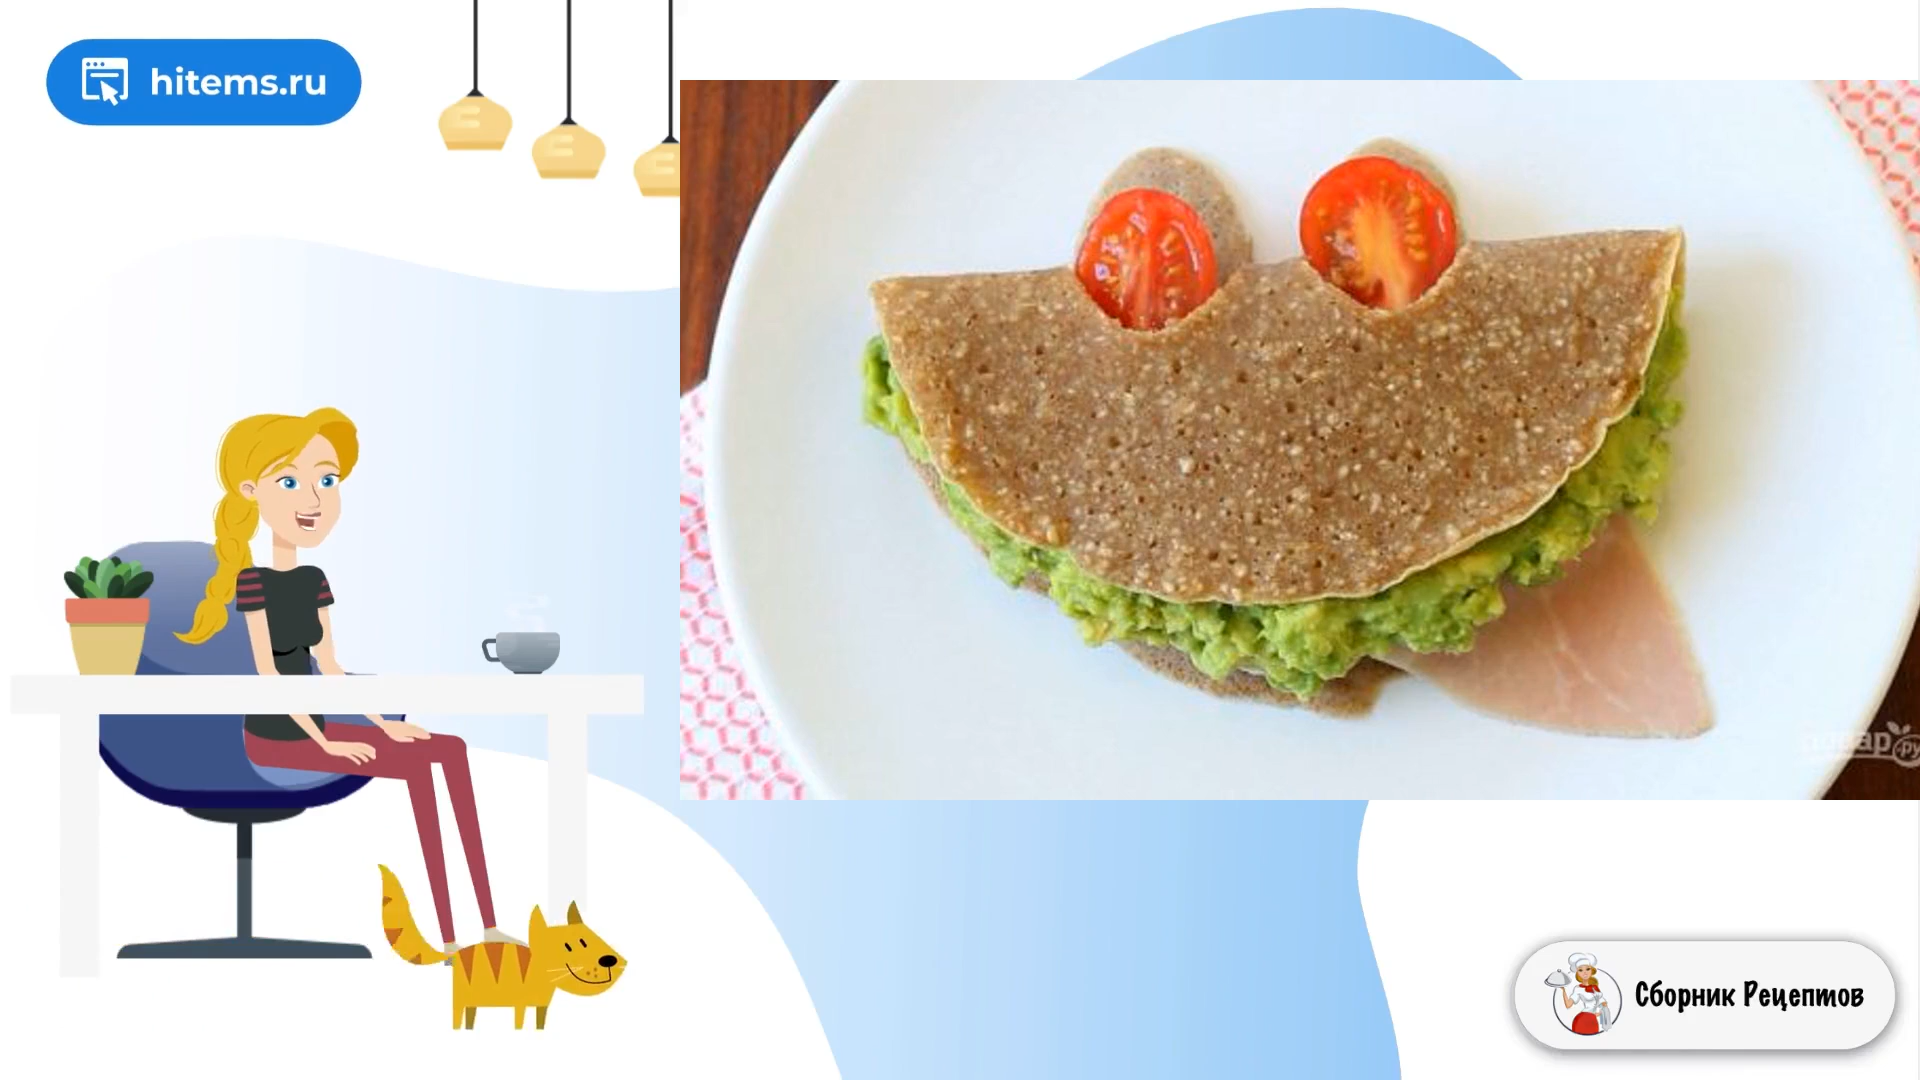 hitems.ru
Сборник Рецептов